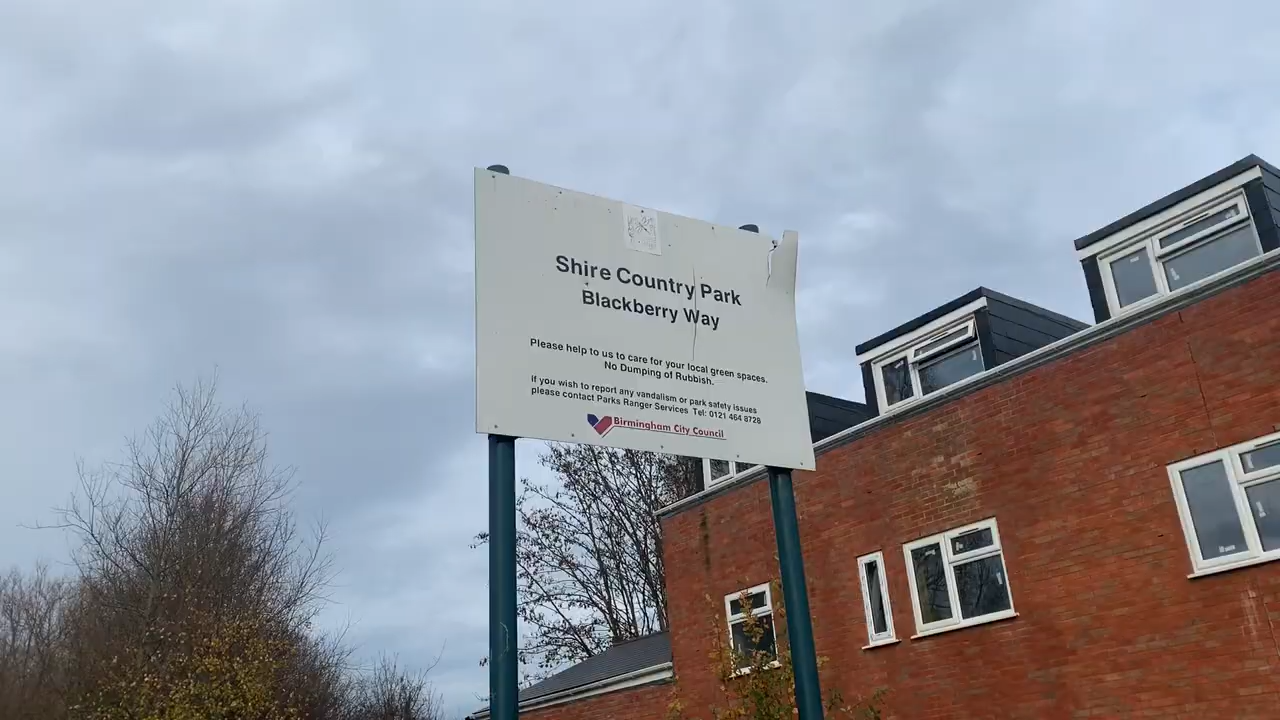 Shire Country Park
Blackberry Way
Please help to us to care for your local green spaces.
No Dumping of Rubbish.
If you wish to report any vandalism or park safety issues
please contact Parks Ranger Services Tel: 0121 464 8728
Birmingham City Council